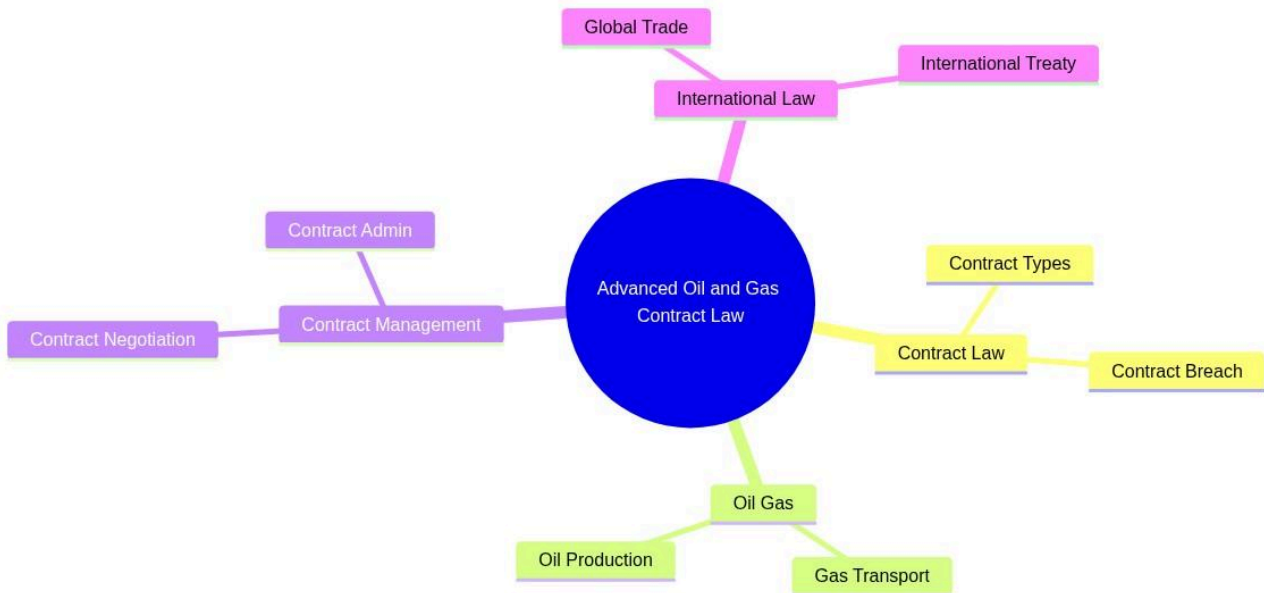 Global Trade
International Treaty
International Law
Contract Admin
Contract Types
Advanced Oil and Gas
Contract Law
Contract Management
Contract Negotiation
Contract Law
Contract Breach
Oil Gas
Oil Production
Gas Transport